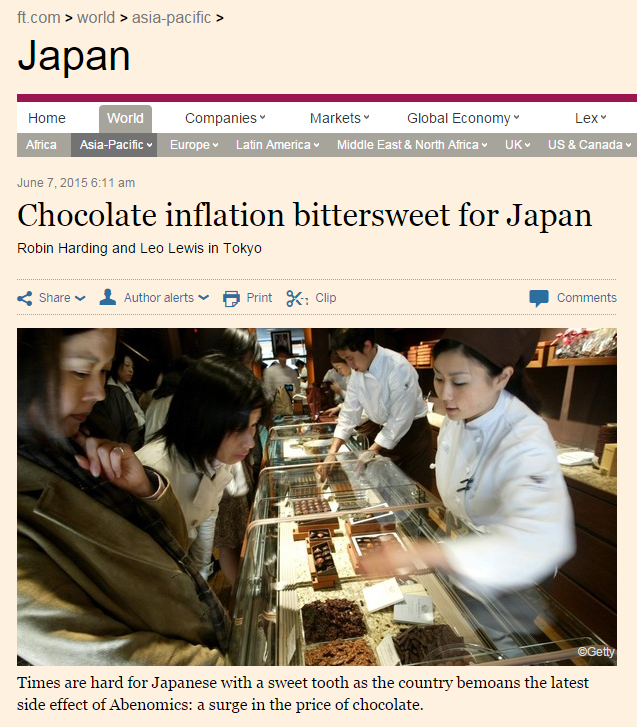 ft.com > world > asia-pacific >
Japan
Home World Companies Markets Global Economy Lex
Africa Asia-Pacific Europe Latin America Middle East & North Africa UK US & Canada
June 7, 2015 6:11 am
Chocolate inflation bittersweet for Japan
Robin Harding and Leo Lewis in Tokyo
Share Author alerts Print Clip Comments
©Getty
Times are hard for Japanese with a sweet tooth as the country bemoans the latest
side effect of Abenomics: a surge in the price of chocolate.